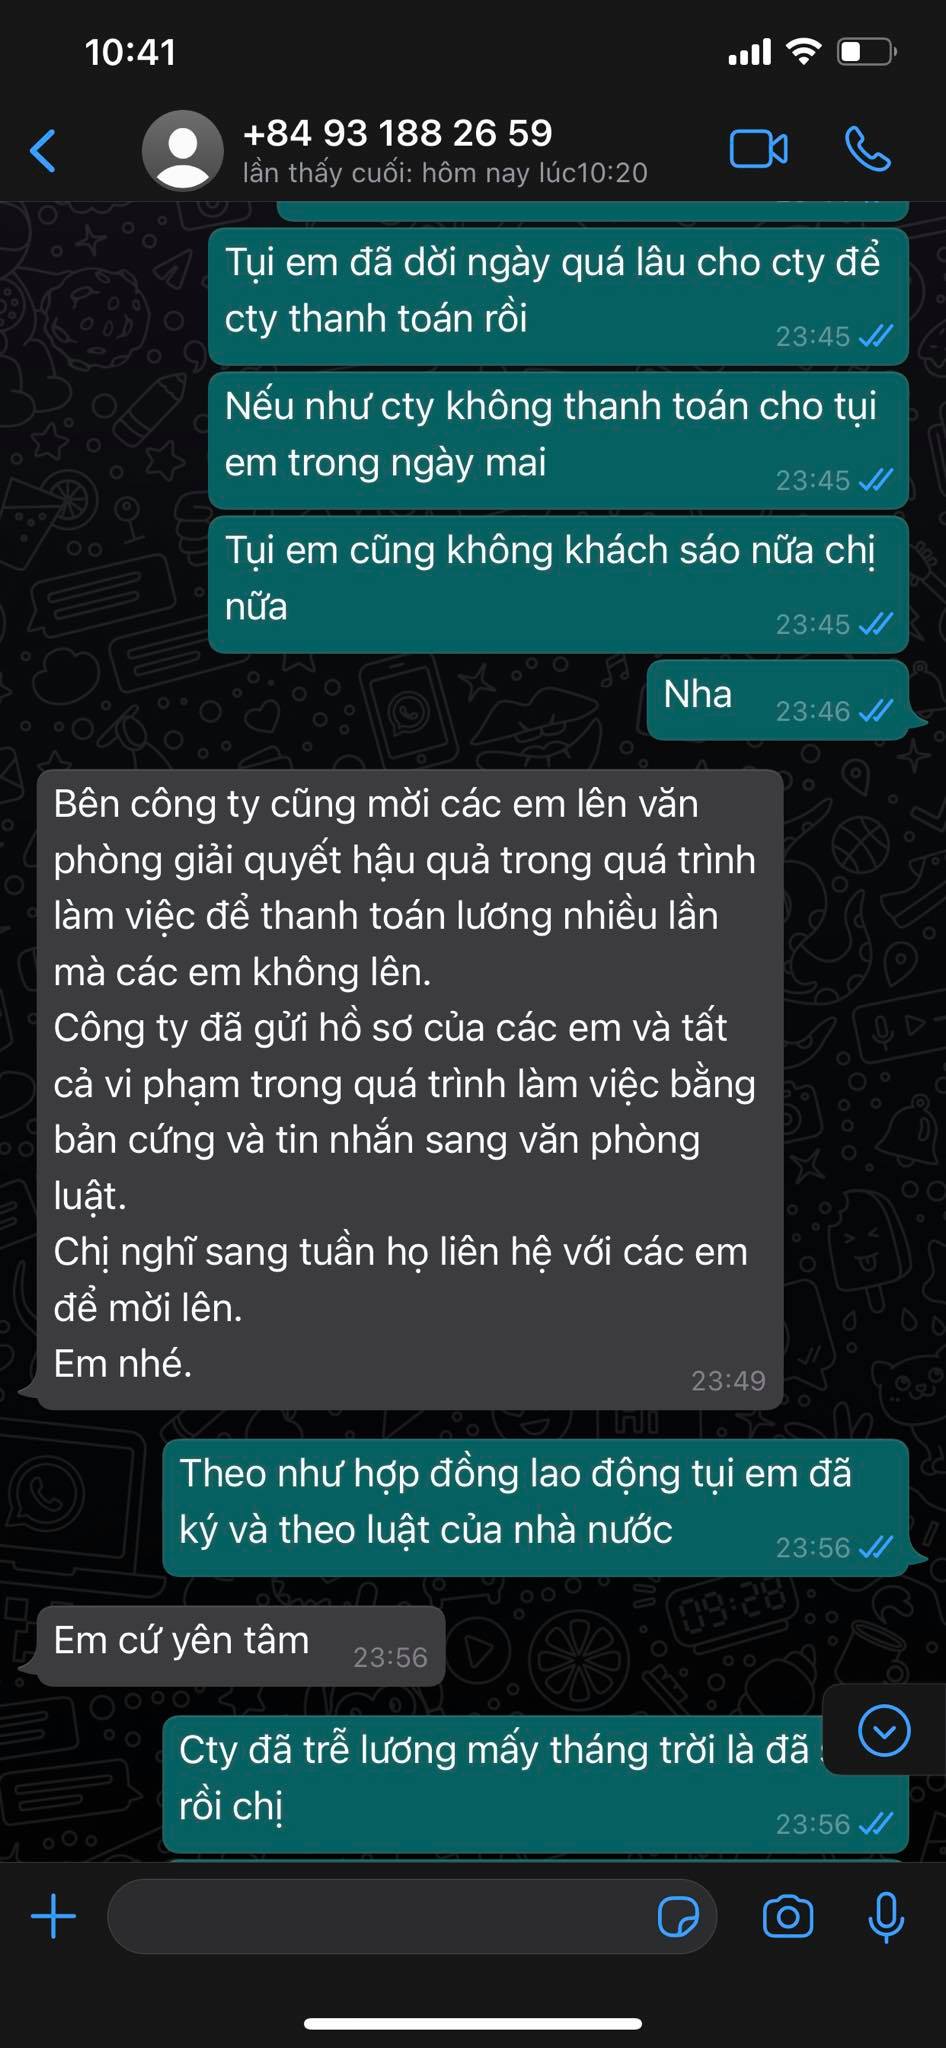 10:41
+84 93 188 26 59
lần thấy cuối: hôm nay lúc10:20
Tụi em đã dời ngày quá lâu cho cty để
cty thanh toán rồi
23:45
Nếu như cty không thanh toán cho tụi
em trong ngày mai
23:45
Tụi em cũng không khách sáo nữa chị
nữa
23:45
Nha
23:46
Bên công ty cũng mời các em lên văn
phòng giải quyết hậu quả trong quá trình
làm việc để thanh toán lương nhiều lần
mà các em không lên.
Công ty đã gửi hồ sơ của các em và tất
cả vi phạm trong quá trình làm việc bằng
bản cứng và tin nhắn sang văn phòng
luật.
Chị nghĩ sang tuần họ liên hệ với các em
để mời lên.
Em nhé.
23:49
Theo như hợp đồng lao động tụi em đã
ký và theo luật của nhà nước
23:56
Em cứ yên tâm
23:56
Cty đã trễ lương mấy tháng trời là đã
rồi chị
23:56